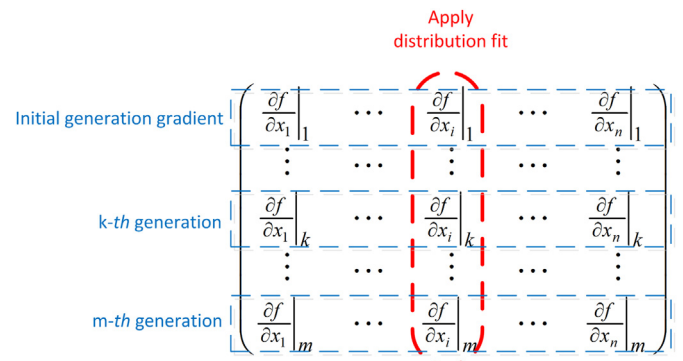 Apply
distribution fit
Initial generation gradient ∂f/∂x₁|₁ ⋯ ∂f/∂xᵢ|₁ ⋯ ∂f/∂xₙ|₁
⋮ ⋯ ⋮ ⋯ ⋮
k-th generation ∂f/∂x₁|ₖ ⋯ ∂f/∂xᵢ|ₖ ⋯ ∂f/∂xₙ|ₖ
⋮ ⋯ ⋮ ⋯ ⋮
m-th generation ∂f/∂x₁|ₘ ⋯ ∂f/∂xᵢ|ₘ ⋯ ∂f/∂xₙ|ₘ